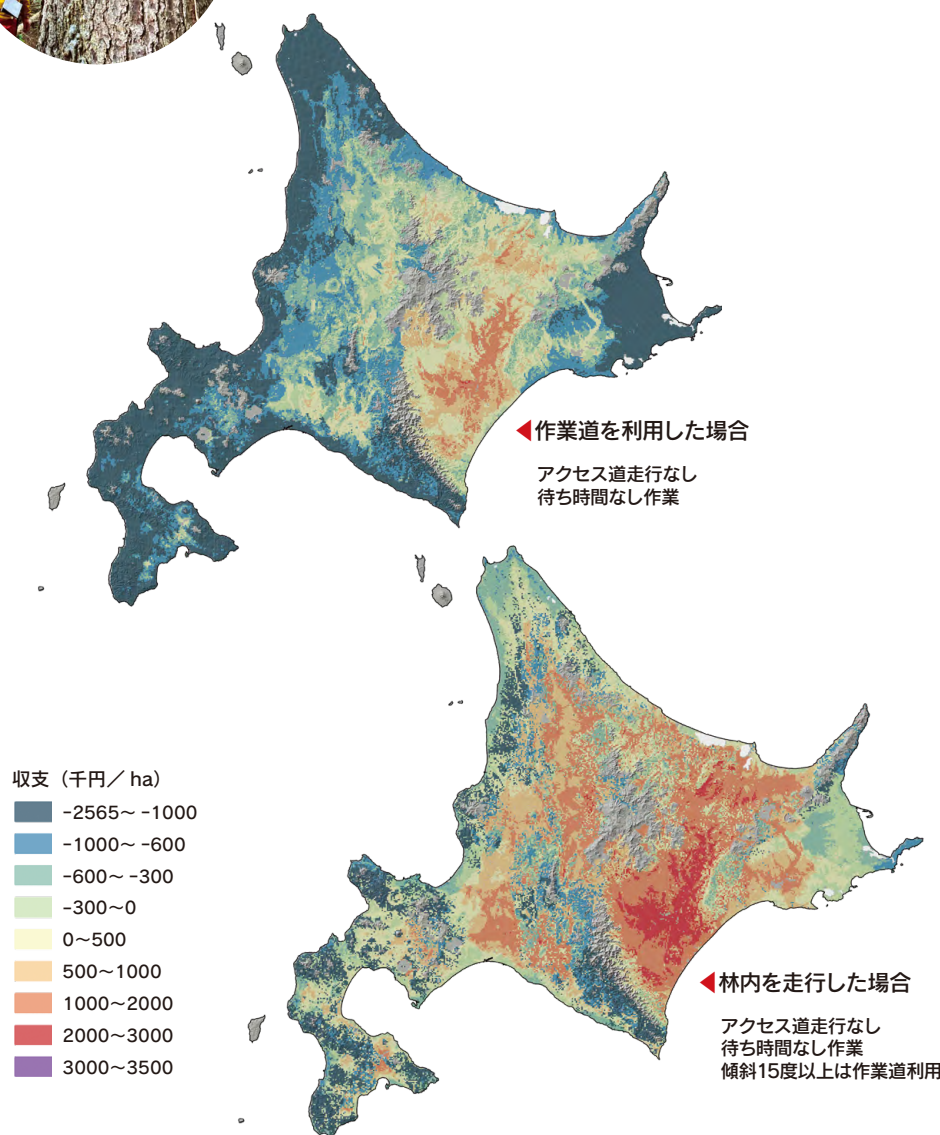 ◀作業道を利用した場合
アクセス道走行なし
待ち時間なし作業
収支（千円／ha）
-2565～ -1000
-1000～ -600
-600～ -300
-300～0
0～500
500～1000
1000～2000
2000～3000
3000～3500
◀林内を走行した場合
アクセス道走行なし
待ち時間なし作業
傾斜15度以上は作業道利用